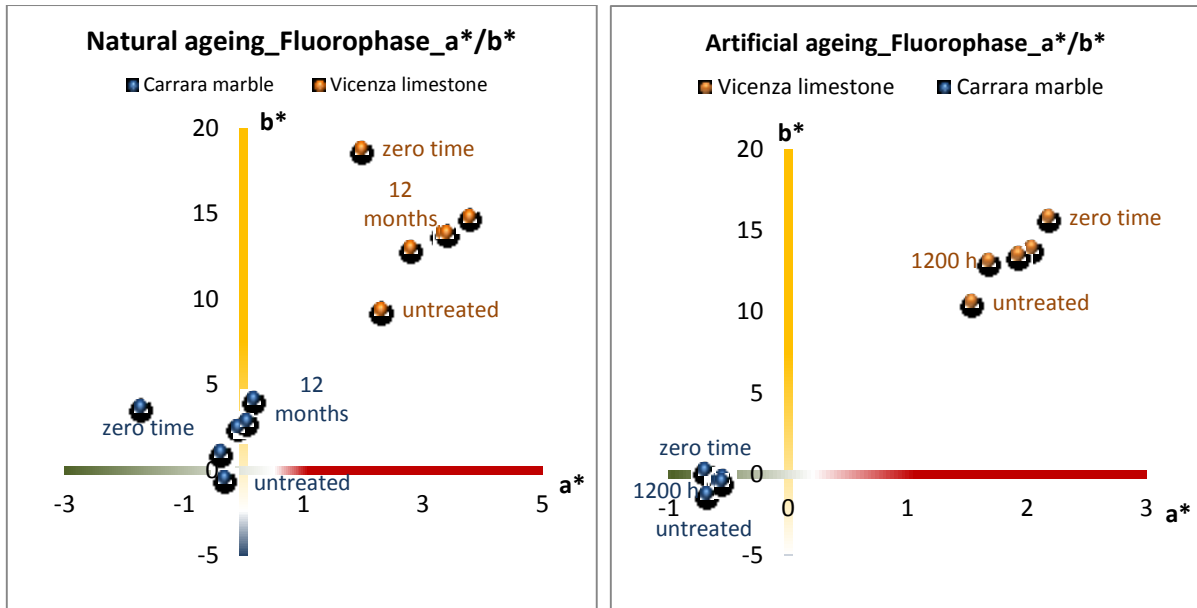 Natural ageing_Fluorophase_a*/b*
Carrara marble Vicenza limestone
b*
20
zero time
12
months
15
10
untreated
5
12
months
zero time
0
untreated
-3 -1 1 3 5
a*
-5
Artificial ageing_Fluorophase_a*/b*
Vicenza limestone Carrara marble
b*
20
zero time
15
1200 h
10
untreated
5
zero time
0
1200 h
-1 0 1 2 3
a*
untreated
-5